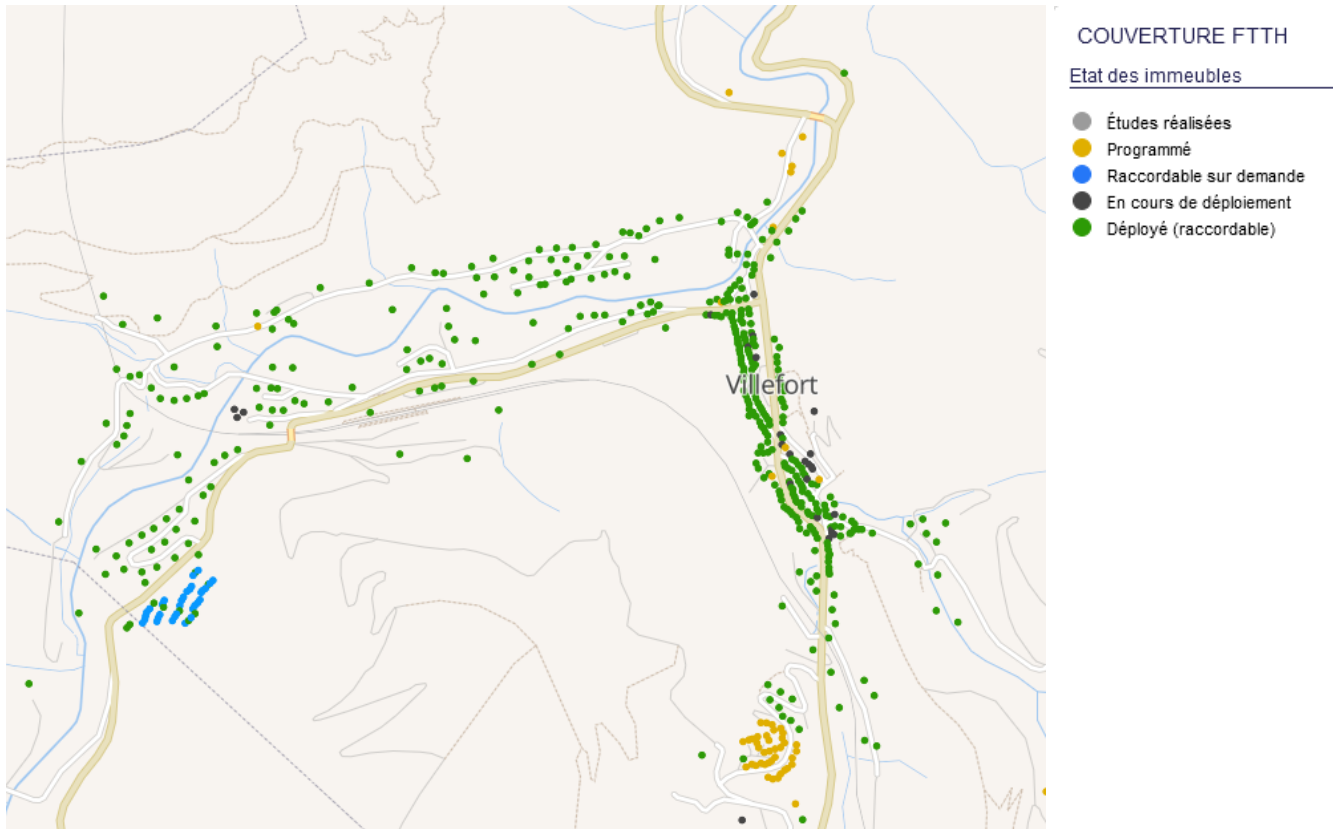 COUVERTURE FTTH
Etat des immeubles
Études réalisées
Programmé
Raccordable sur demande
En cours de déploiement
Déployé (raccordable)
Villefort